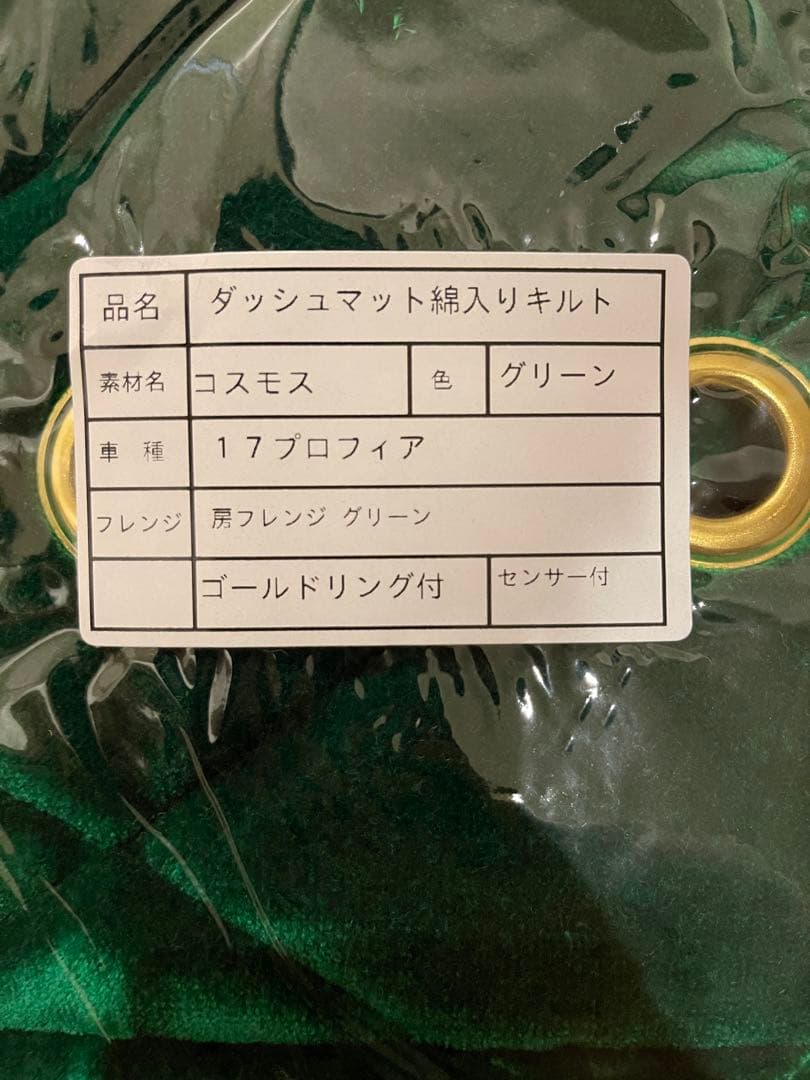 品名 ダッシュマット綿入りキルト
素材名 コスモス 色 グリーン
車 種 17プロフィア
フレンジ 房フレンジ グリーン
ゴールドリング付 センサー付